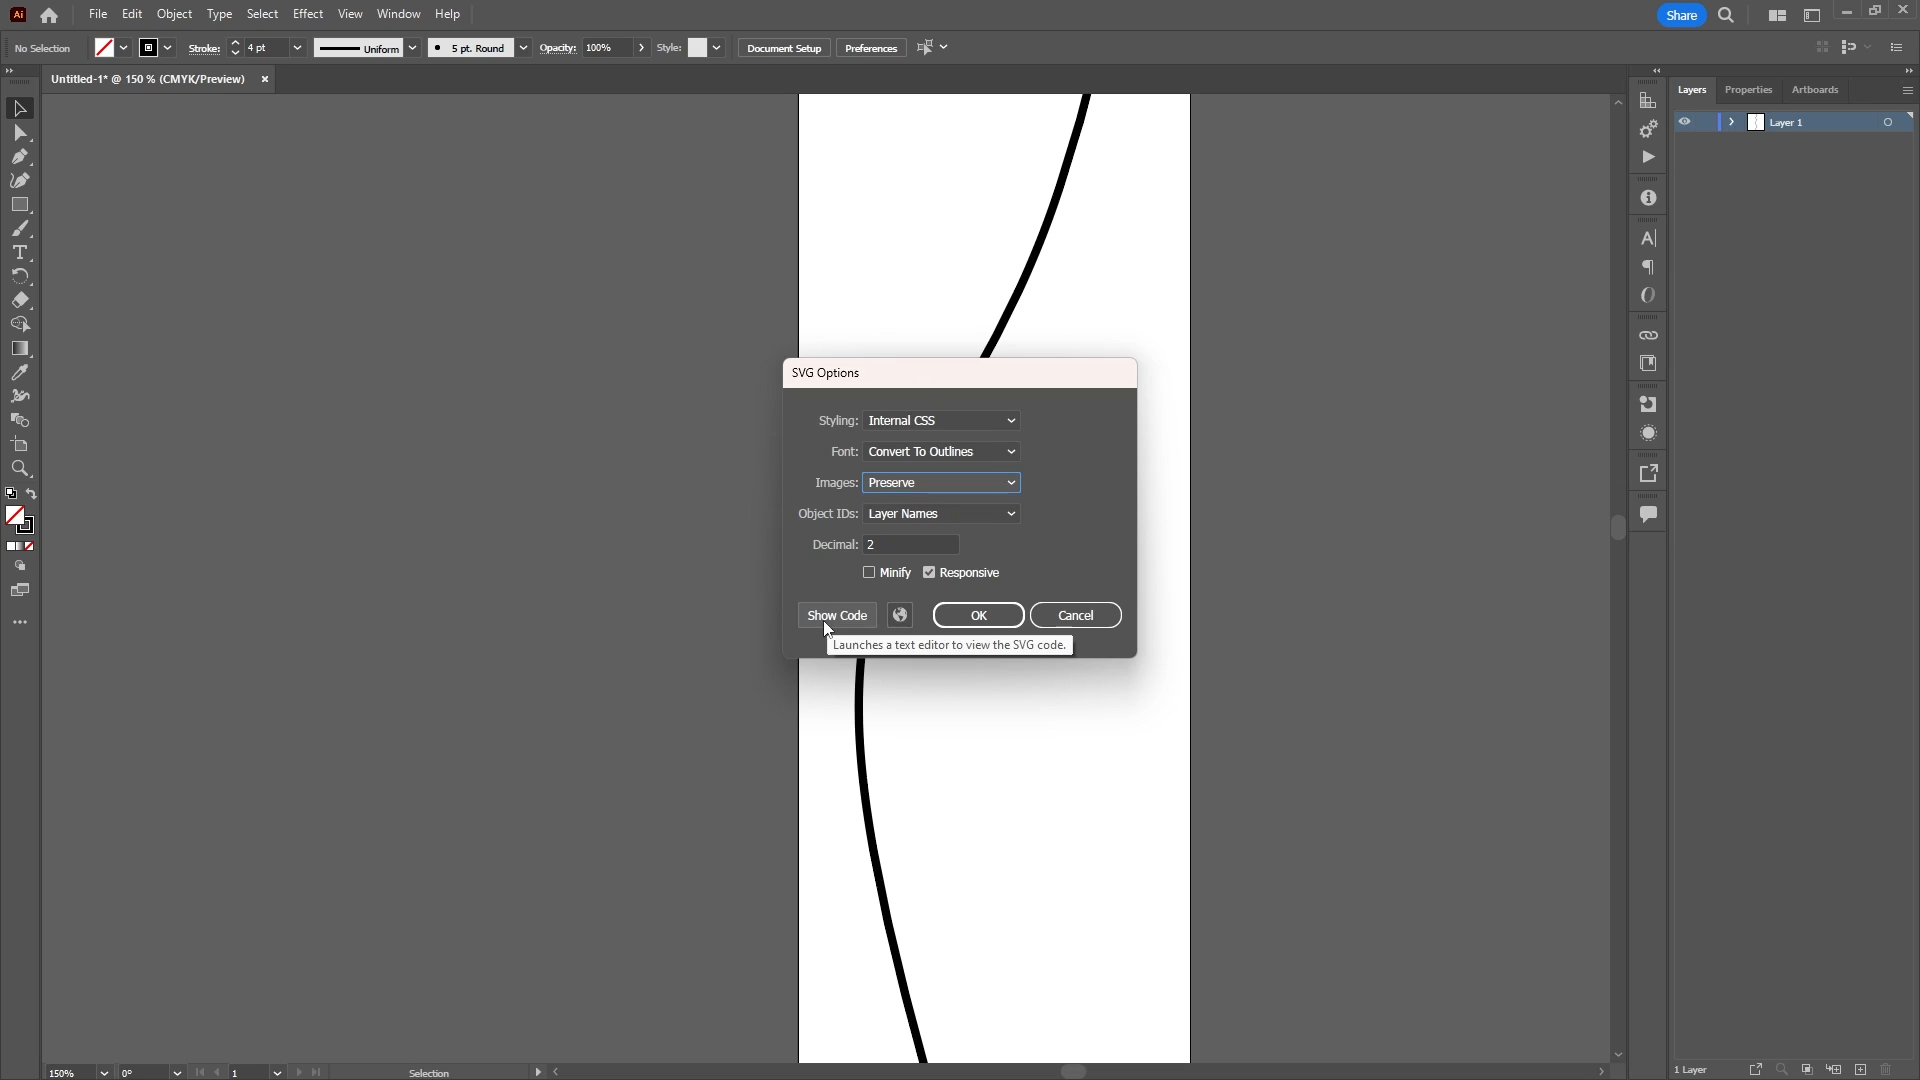 Ai File Edit Object Type Select Effect View Window Help Share
No Selection Stroke: 4 pt Uniform 5 pt. Round Opacity: 100% Style: Document Setup Preferences
Untitled-1* @ 150 % (CMYK/Preview) ×
Layers Properties Artboards
Layer 1
SVG Options
Styling: Internal CSS
Font: Convert To Outlines
Images: Preserve
Object IDs: Layer Names
Decimal: 2
Minify Responsive
Show Code OK Cancel
Launches a text editor to view the SVG code.
150% 0° 1 Selection 1 Layer